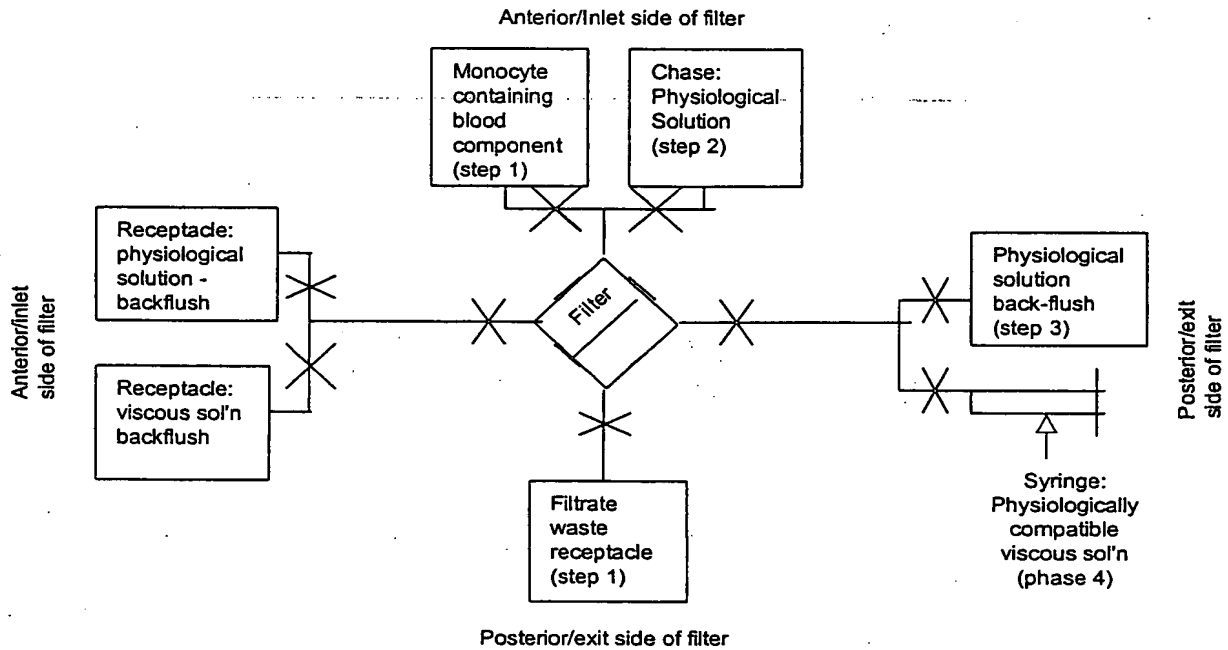 Anterior/Inlet side of filter
Monocyte
containing
blood
component
(step 1)
Chase:
Physiological
Solution
(step 2)
Receptacle:
physiological
solution -
backflush
Physiological
solution
back-flush
(step 3)
Filter
Anterior/inlet
side of filter
Receptacle:
viscous sol'n
backflush
Posterior/exit
side of filter
Filtrate
waste
receptacle
(step 1)
Syringe:
Physiologically
compatible
viscous sol'n
(phase 4)
Posterior/exit side of filter